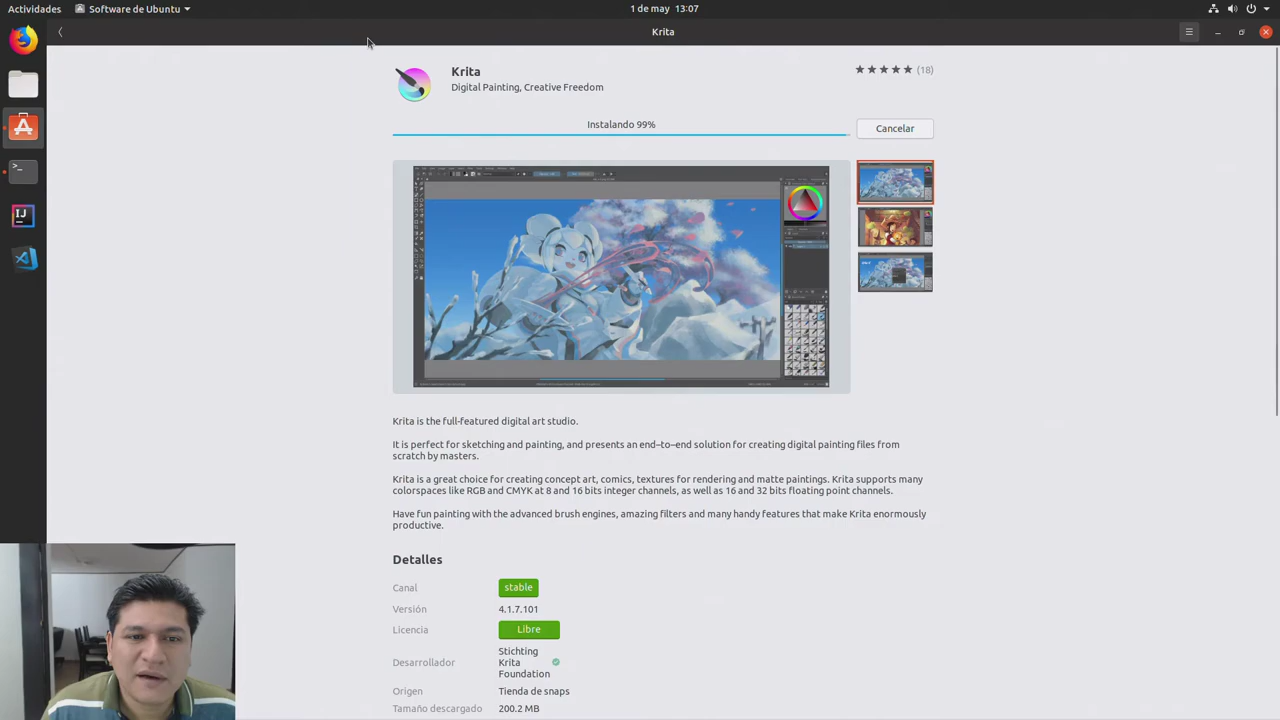 Actividades
Software de Ubuntu
1 de may 13:07
Krita
Krita
Digital Painting, Creative Freedom
(18)
Instalando 99%
Cancelar
Krita is the full-featured digital art studio.
It is perfect for sketching and painting, and presents an end–to–end solution for creating digital painting files from
scratch by masters.
Krita is a great choice for creating concept art, comics, textures for rendering and matte paintings. Krita supports many
colorspaces like RGB and CMYK at 8 and 16 bits integer channels, as well as 16 and 32 bits floating point channels.
Have fun painting with the advanced brush engines, amazing filters and many handy features that make Krita enormously
productive.
Detalles
Canal
stable
Versión
4.1.7.101
Licencia
Libre
Desarrollador
Stichting
Krita
Foundation
Origen
Tienda de snaps
Tamaño descargado
200.2 MB